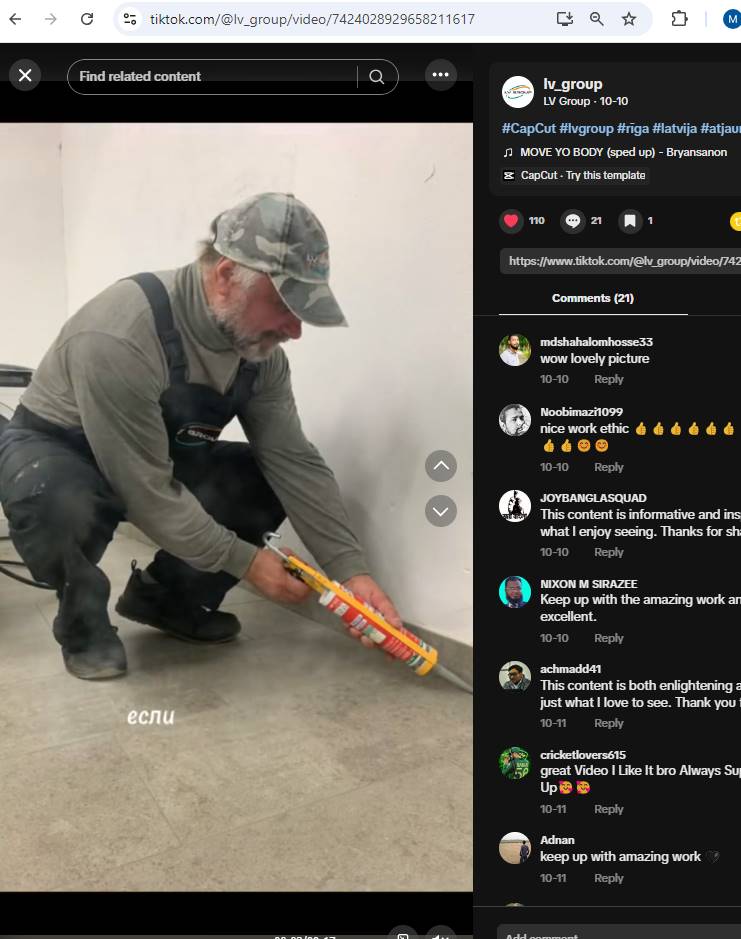 tiktok.com/@lv_group/video/7424028929658211617
M
Find related content
если
lv_group
LV Group · 10-10
#CapCut #lvgroup #rīga #latvija
MOVE YO BODY (sped up) - Bryansanon
CapCut · Try this template
110
21
1
https://www.tiktok.com/@lv_group/video/742
Comments (21)
mdshahalomhosse33
wow lovely picture
10-10 Reply
Noobimazi1099
nice work ethic 👍👍👍👍👍👍
👍👍😊😊
10-10 Reply
JOYBANGLASQUAD
This content is informative and ins
what I enjoy seeing. Thanks for sh
10-10 Reply
NIXON M SIRAZEE
Keep up with the amazing work an
excellent.
10-10 Reply
achmadd41
This content is both enlightening a
just what I love to see. Thank you
10-11 Reply
cricketlovers615
great Video I Like It bro Always Su
Up🥰🥰
10-11 Reply
Adnan
keep up with amazing work 🖤
10-11 Reply
Add comment